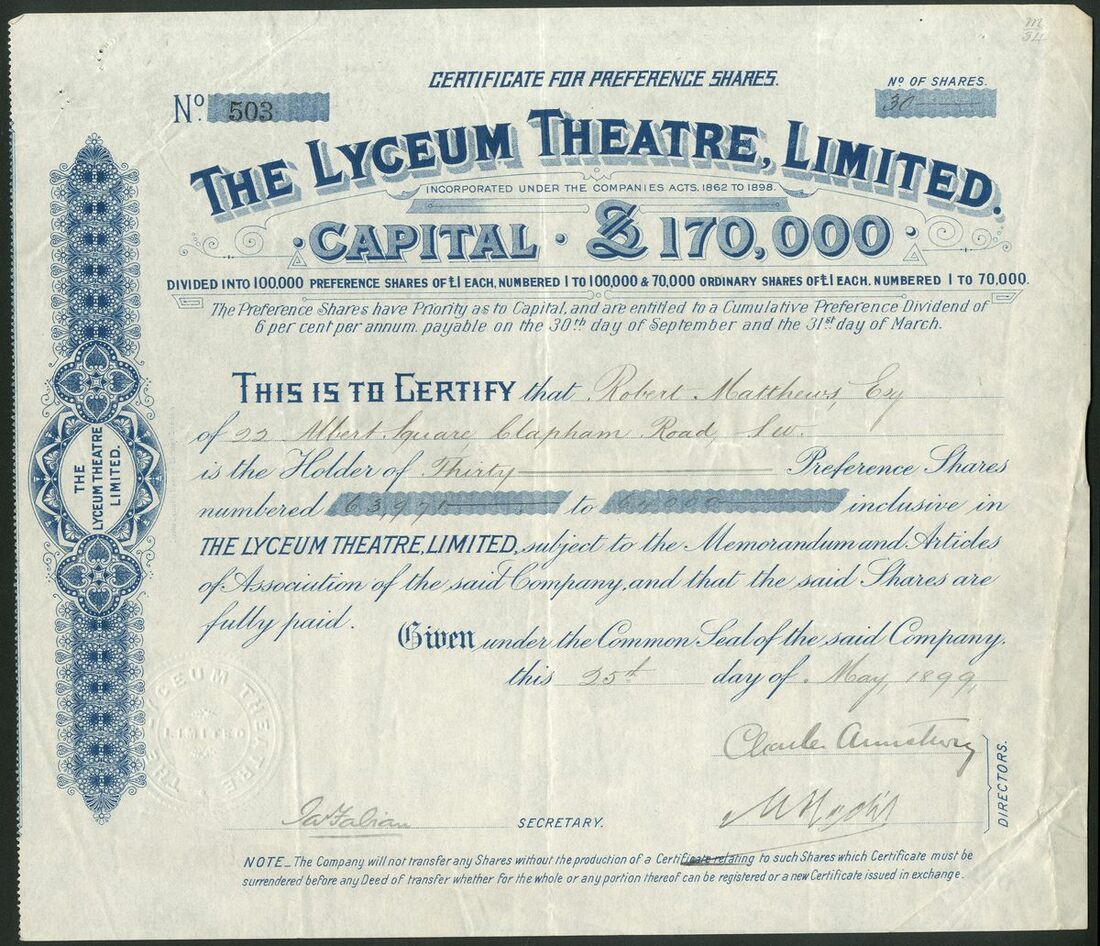 M
34
CERTIFICATE FOR PREFERENCE SHARES.
Nº. 503
Nº OF SHARES.
30
THE LYCEUM THEATRE, LIMITED.
INCORPORATED UNDER THE COMPANIES ACTS. 1862 TO 1898.
CAPITAL · £170,000 ·
DIVIDED INTO 100,000 PREFERENCE SHARES OF £1 EACH, NUMBERED 1 TO 100,000 & 70,000 ORDINARY SHARES OF £1 EACH. NUMBERED 1 TO 70,000.
The Preference Shares have Priority as to Capital, and are entitled to a Cumulative Preference Dividend of
6 per cent per annum. payable on the 30th day of September and the 31st day of March.
THIS IS TO CERTIFY that Robert Matthews, Esq
of 22 Albert Square Clapham Road, S.W.
is the Holder of Thirty Preference Shares
numbered 63,971 to 64,000 inclusive in
THE LYCEUM THEATRE, LIMITED, subject to the Memorandum and Articles
of Association of the said Company, and that the said Shares are
fully paid.
Given under the Common Seal of the said Company.
this 25th day of May, 1899,
THE
LYCEUM THEATRE
LIMITED.
THE LYCEUM THEATRE
LIMITED
Charles Armstrong
DIRECTORS.
Fabian
SECRETARY.
NOTE_ The Company will not transfer any Shares without the production of a Certificate relating to such Shares which Certificate must be
surrendered before any Deed of transfer whether for the whole or any portion thereof can be registered or a new Certificate issued in exchange.